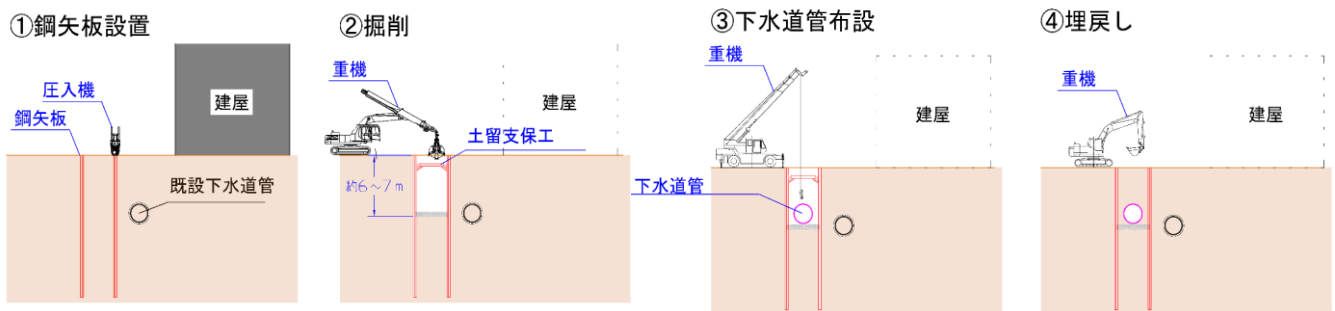 ①鋼矢板設置
圧入機
鋼矢板
建屋
既設下水道管
②掘削
重機
建屋
土留支保工
約6~7m
③下水道管布設
重機
建屋
下水道管
④埋戻し
重機
建屋